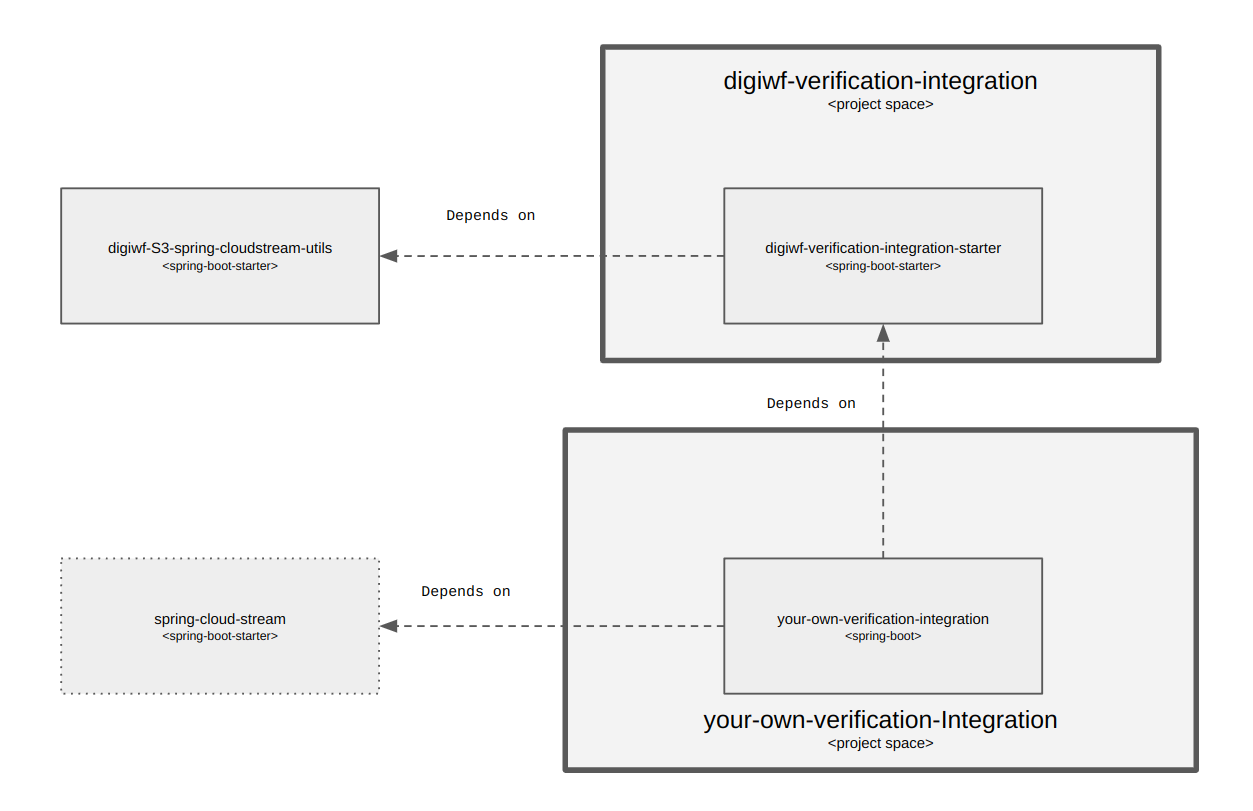 digiwf-verification-integration
<project space>
Depends on
digiwf-S3-spring-cloudstream-utils
<spring-boot-starter>
digiwf-verification-integration-starter
<spring-boot-starter>
Depends on
Depends on
spring-cloud-stream
<spring-boot-starter>
your-own-verification-integration
<spring-boot>
your-own-verification-Integration
<project space>